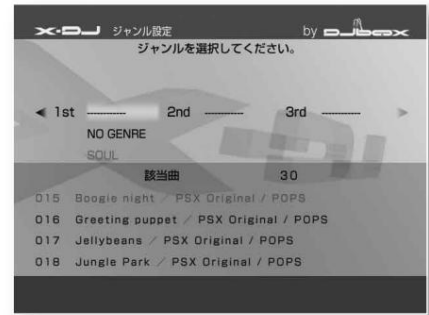 X-DJ ジャンル設定 by DJbox
ジャンルを選択してください。
1st ---------- 2nd ---------- 3rd ----------
NO GENRE
SOUL
該当曲 30
015 Boogie night / PSX Original / POPS
016 Greeting puppet / PSX Original / POPS
017 Jellybeans / PSX Original / POPS
018 Jungle Park / PSX Original / POPS
X-DJ